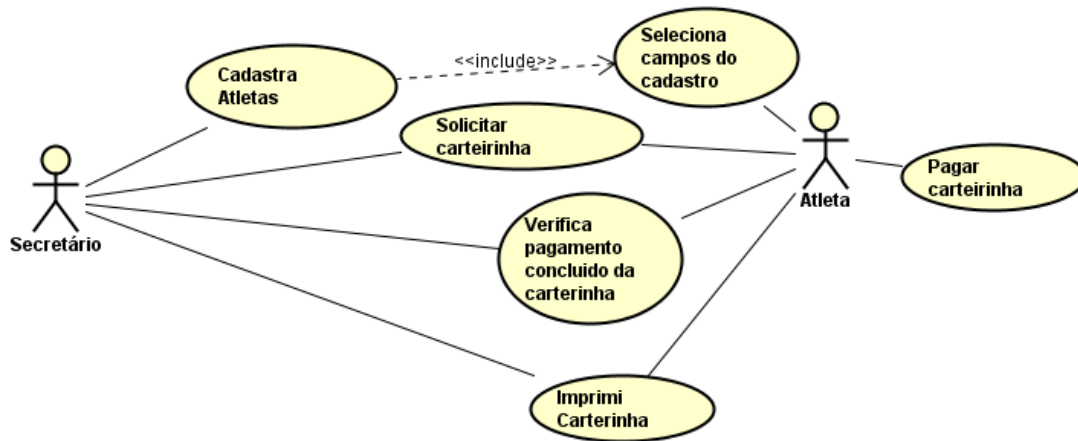 Seleciona
campos do
cadastro
<<include>>
Cadastra
Atletas
Solicitar
carteirinha
Pagar
carteirinha
Atleta
Secretário
Verifica
pagamento
concluido da
carterinha
Imprimi
Carterinha